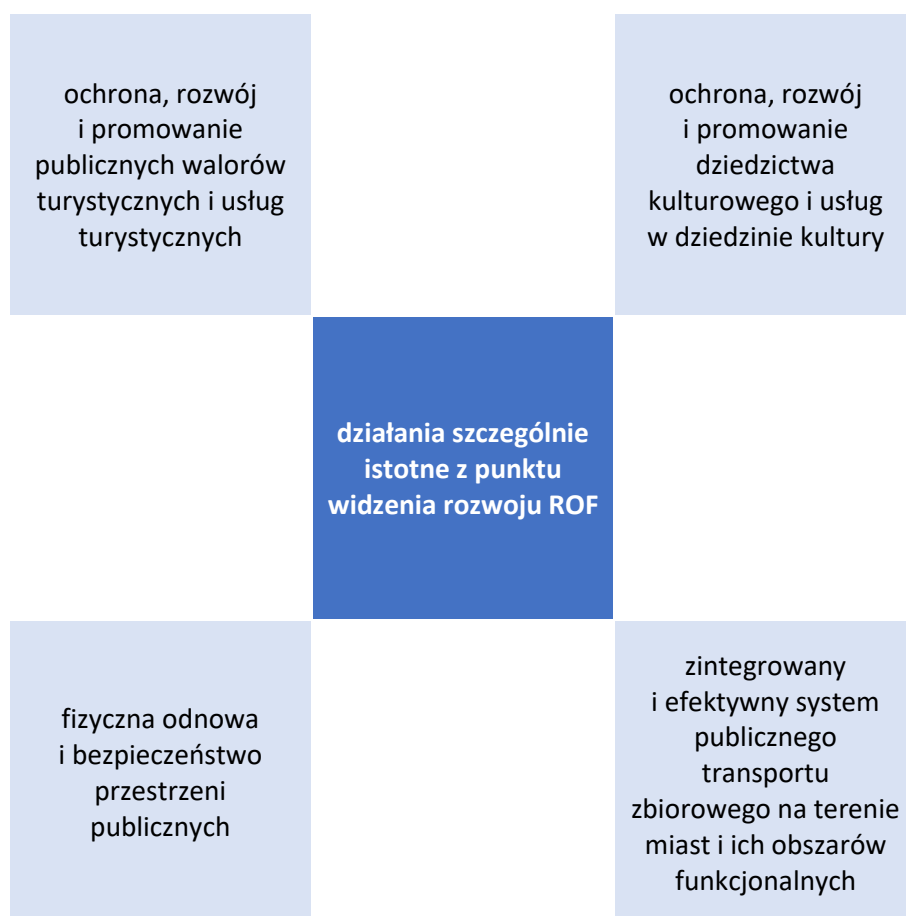 ochrona, rozwój
i promowanie
publicznych walorów
turystycznych i usług
turystycznych
ochrona, rozwój
i promowanie
dziedzictwa
kulturowego i usług
w dziedzinie kultury
działania szczególnie
istotne z punktu
widzenia rozwoju ROF
fizyczna odnowa
i bezpieczeństwo
przestrzeni
publicznych
zintegrowany
i efektywny system
publicznego
transportu
zbiorowego na terenie
miast i ich obszarów
funkcjonalnych